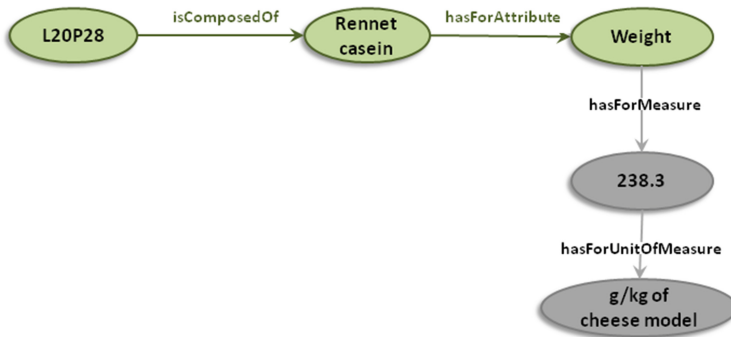 L20P28
isComposedOf
Rennet
casein
hasForAttribute
Weight
hasForMeasure
238.3
hasForUnitOfMeasure
g/kg of
cheese model